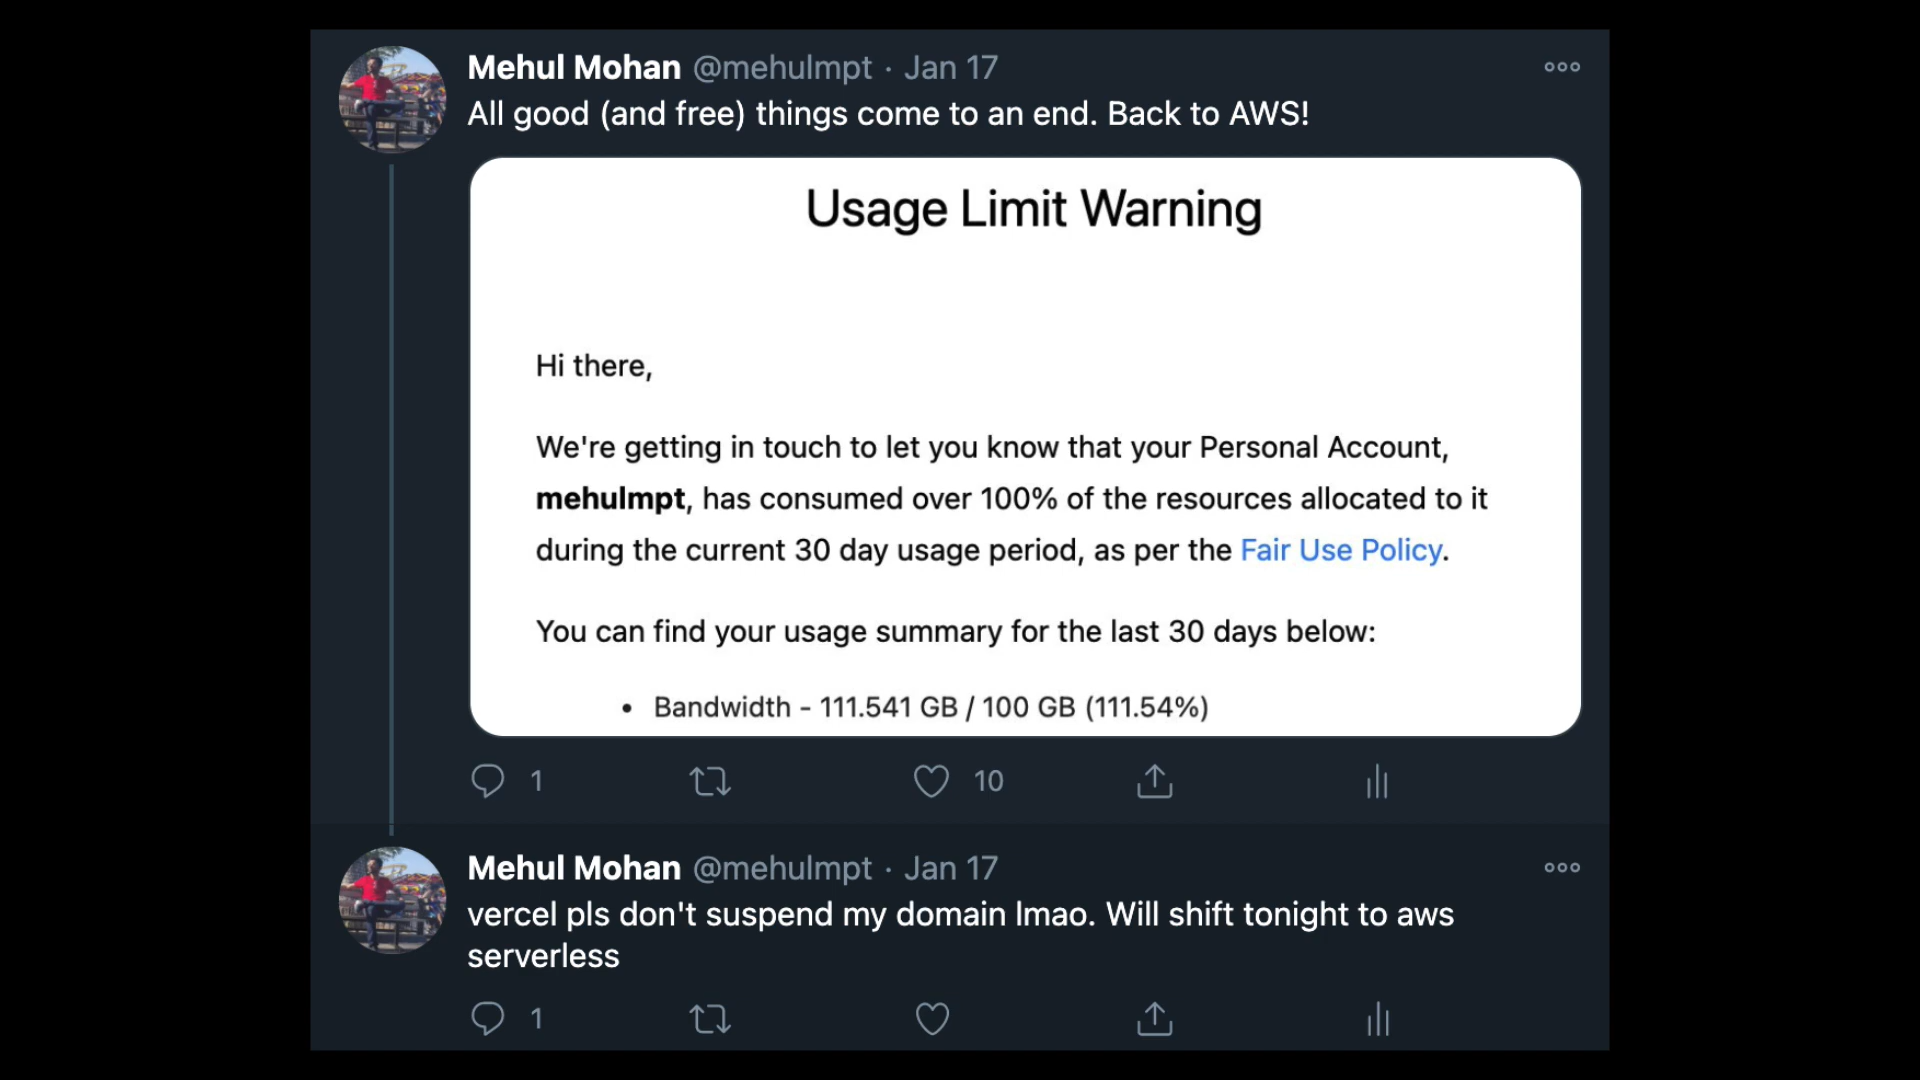 Mehul Mohan @mehulmpt · Jan 17
All good (and free) things come to an end. Back to AWS!
Usage Limit Warning
Hi there,
We're getting in touch to let you know that your Personal Account,
mehulmpt, has consumed over 100% of the resources allocated to it
during the current 30 day usage period, as per the Fair Use Policy.
You can find your usage summary for the last 30 days below:
• Bandwidth - 111.541 GB / 100 GB (111.54%)
1 10
Mehul Mohan @mehulmpt · Jan 17
vercel pls don't suspend my domain lmao. Will shift tonight to aws
serverless
1